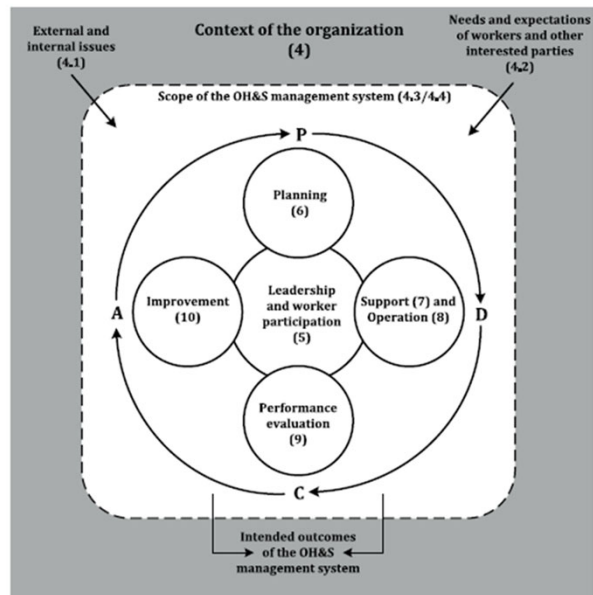 External and
internal issues
(4.1)
Context of the organization
(4)
Needs and expectations
of workers and other
interested parties
(4.2)
Scope of the OH&S management system (4.3/4.4)
P
Planning
(6)
A
Improvement
(10)
Leadership
and worker
participation
(5)
Support (7) and
Operation (8)
D
Performance
evaluation
(9)
C
Intended outcomes
of the OH&S
management system